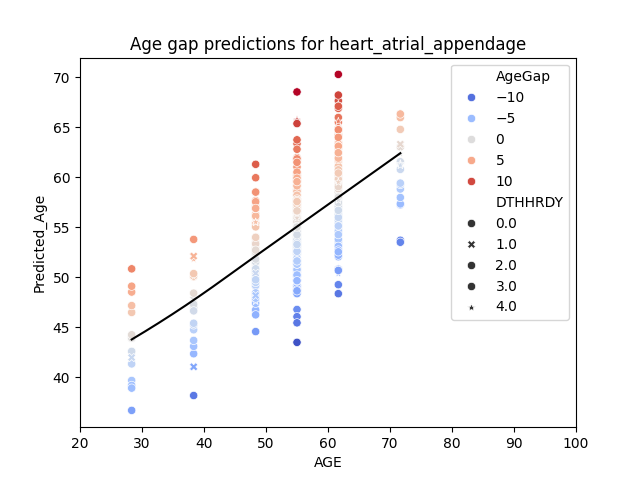 Age gap predictions for heart_atrial_appendage
70
65
60
55
50
45
40
Predicted_Age
20 30 40 50 60 70 80 90 100
AGE
AgeGap
−10
−5
0
5
10
DTHHRDY
0.0
1.0
2.0
3.0
4.0